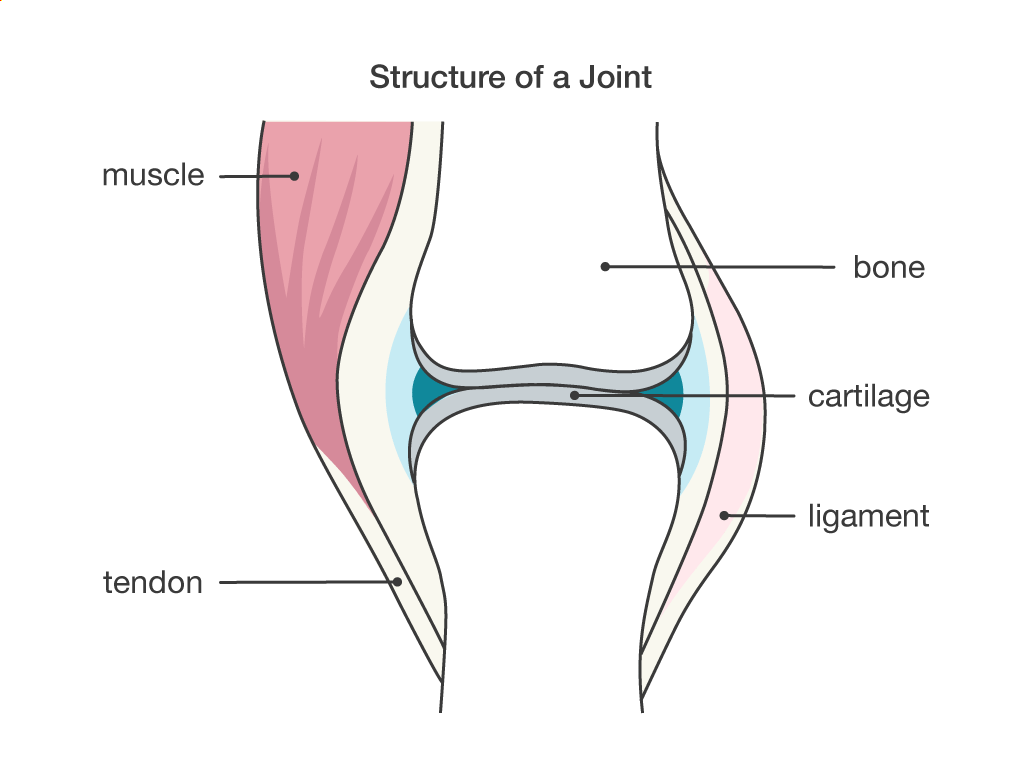 Structure of a Joint
muscle
bone
cartilage
ligament
tendon